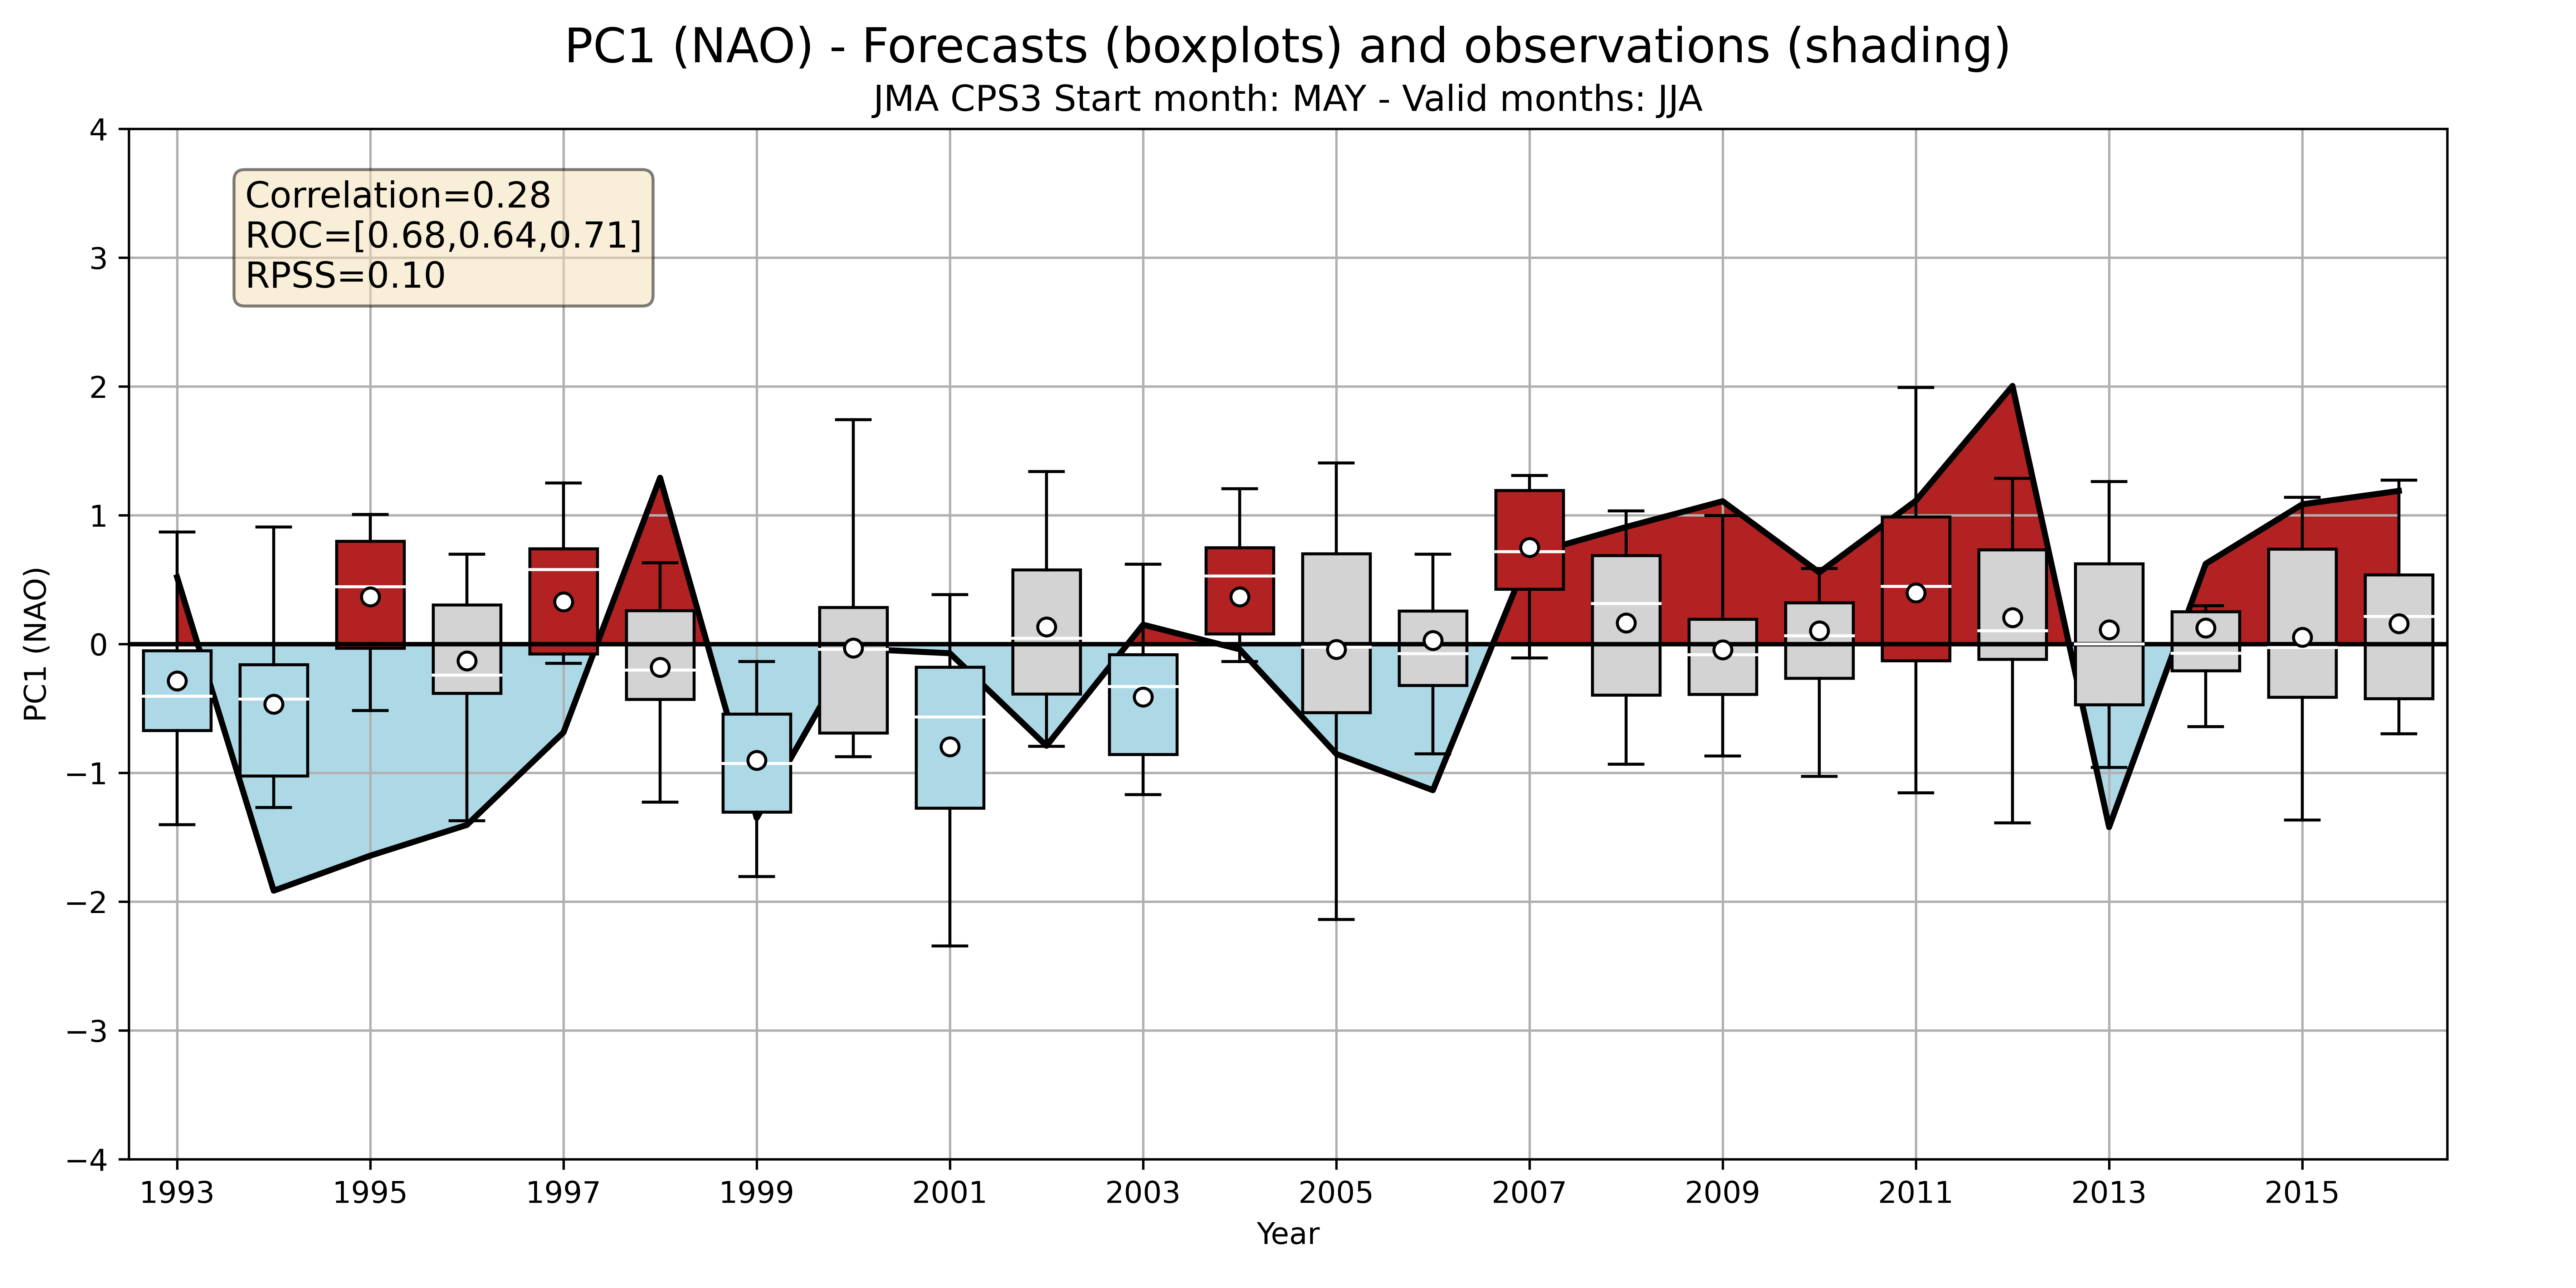 PC1 (NAO) - Forecasts (boxplots) and observations (shading)
JMA CPS3 Start month: MAY - Valid months: JJA
Correlation=0.28
ROC=[0.68,0.64,0.71]
RPSS=0.10
PC1 (NAO)
4
3
2
1
0
−1
−2
−3
−4
1993 1995 1997 1999 2001 2003 2005 2007 2009 2011 2013 2015
Year